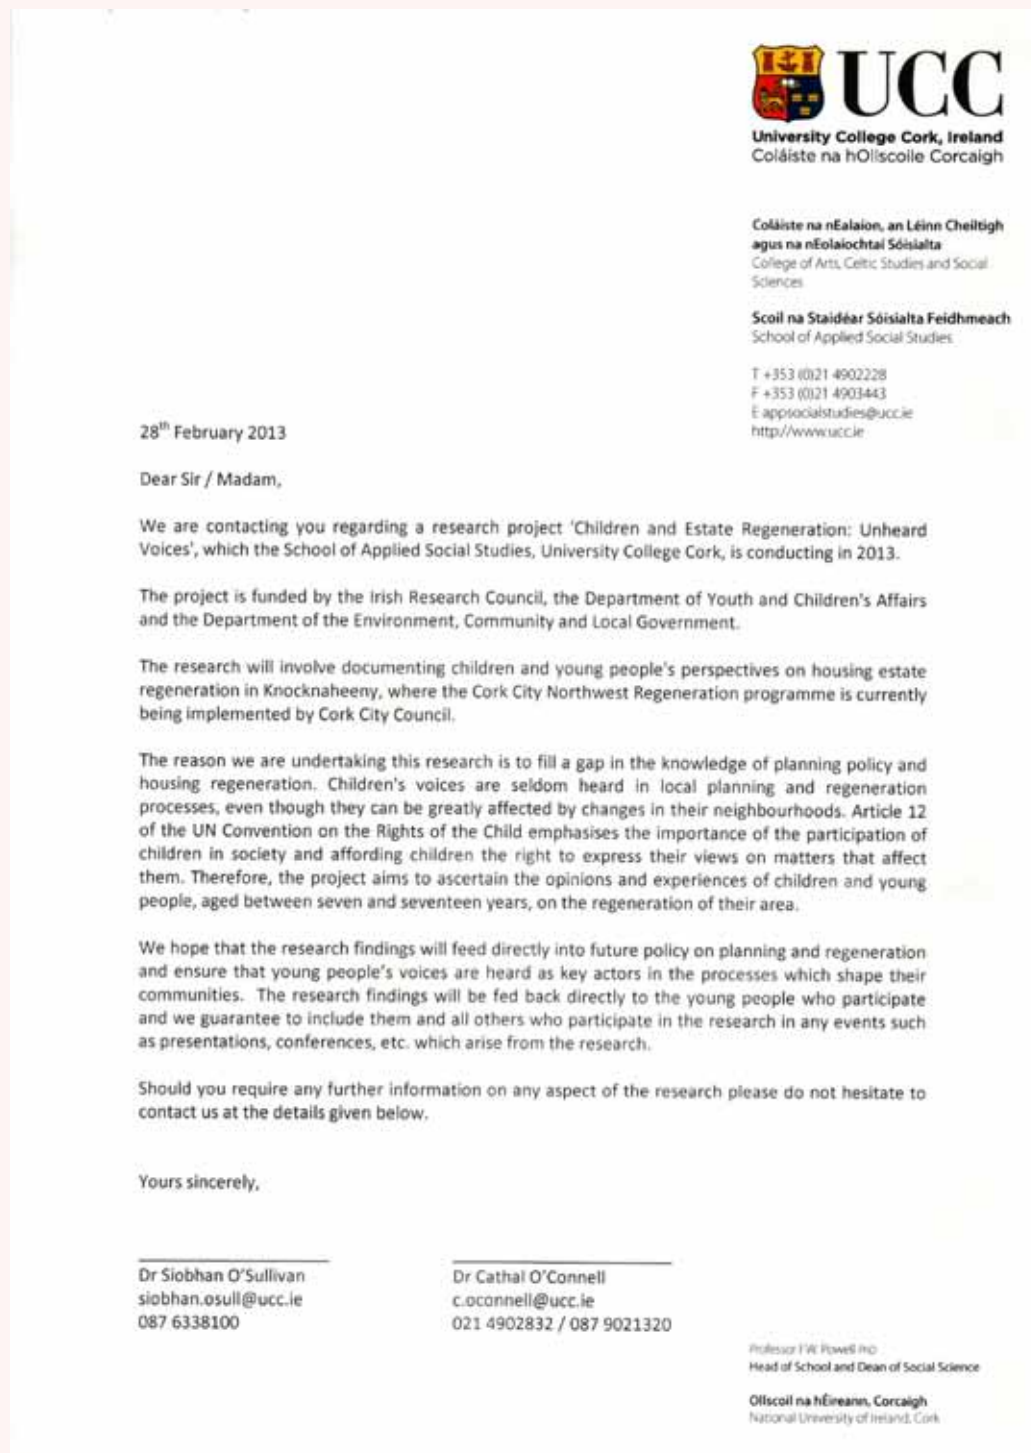 UCC
University College Cork, Ireland
Coláiste na hOllscoile Corcaigh
Coláiste na nEalaíon, an Léinn Cheiltigh
agus na nEolaíochtaí Sóisialta
College of Arts, Celtic Studies and Social
Sciences
Scoil na Staidéar Sóisialta Feidhmeach
School of Applied Social Studies
T +353 (0)21 4902228
F +353 (0)21 4903443
E appsocialstudies@ucc.ie
http://www.ucc.ie
28th February 2013
Dear Sir / Madam,
We are contacting you regarding a research project 'Children and Estate Regeneration: Unheard
Voices', which the School of Applied Social Studies, University College Cork, is conducting in 2013.
The project is funded by the Irish Research Council, the Department of Youth and Children's Affairs
and the Department of the Environment, Community and Local Government.
The research will involve documenting children and young people's perspectives on housing estate
regeneration in Knocknaheeny, where the Cork City Northwest Regeneration programme is currently
being implemented by Cork City Council.
The reason we are undertaking this research is to fill a gap in the knowledge of planning policy and
housing regeneration. Children's voices are seldom heard in local planning and regeneration
processes, even though they can be greatly affected by changes in their neighbourhoods. Article 12
of the UN Convention on the Rights of the Child emphasises the importance of the participation of
children in society and affording children the right to express their views on matters that affect
them. Therefore, the project aims to ascertain the opinions and experiences of children and young
people, aged between seven and seventeen years, on the regeneration of their area.
We hope that the research findings will feed directly into future policy on planning and regeneration
and ensure that young people's voices are heard as key actors in the processes which shape their
communities. The research findings will be fed back directly to the young people who participate
and we guarantee to include them and all others who participate in the research in any events such
as presentations, conferences, etc. which arise from the research.
Should you require any further information on any aspect of the research please do not hesitate to
contact us at the details given below.
Yours sincerely,
Dr Siobhan O'Sullivan
siobhan.osull@ucc.ie
087 6338100
Dr Cathal O'Connell
c.oconnell@ucc.ie
021 4902832 / 087 9021320
Professor F.W. Powell PhD
Head of School and Dean of Social Science
Ollscoil na hÉireann, Corcaigh
National University of Ireland, Cork